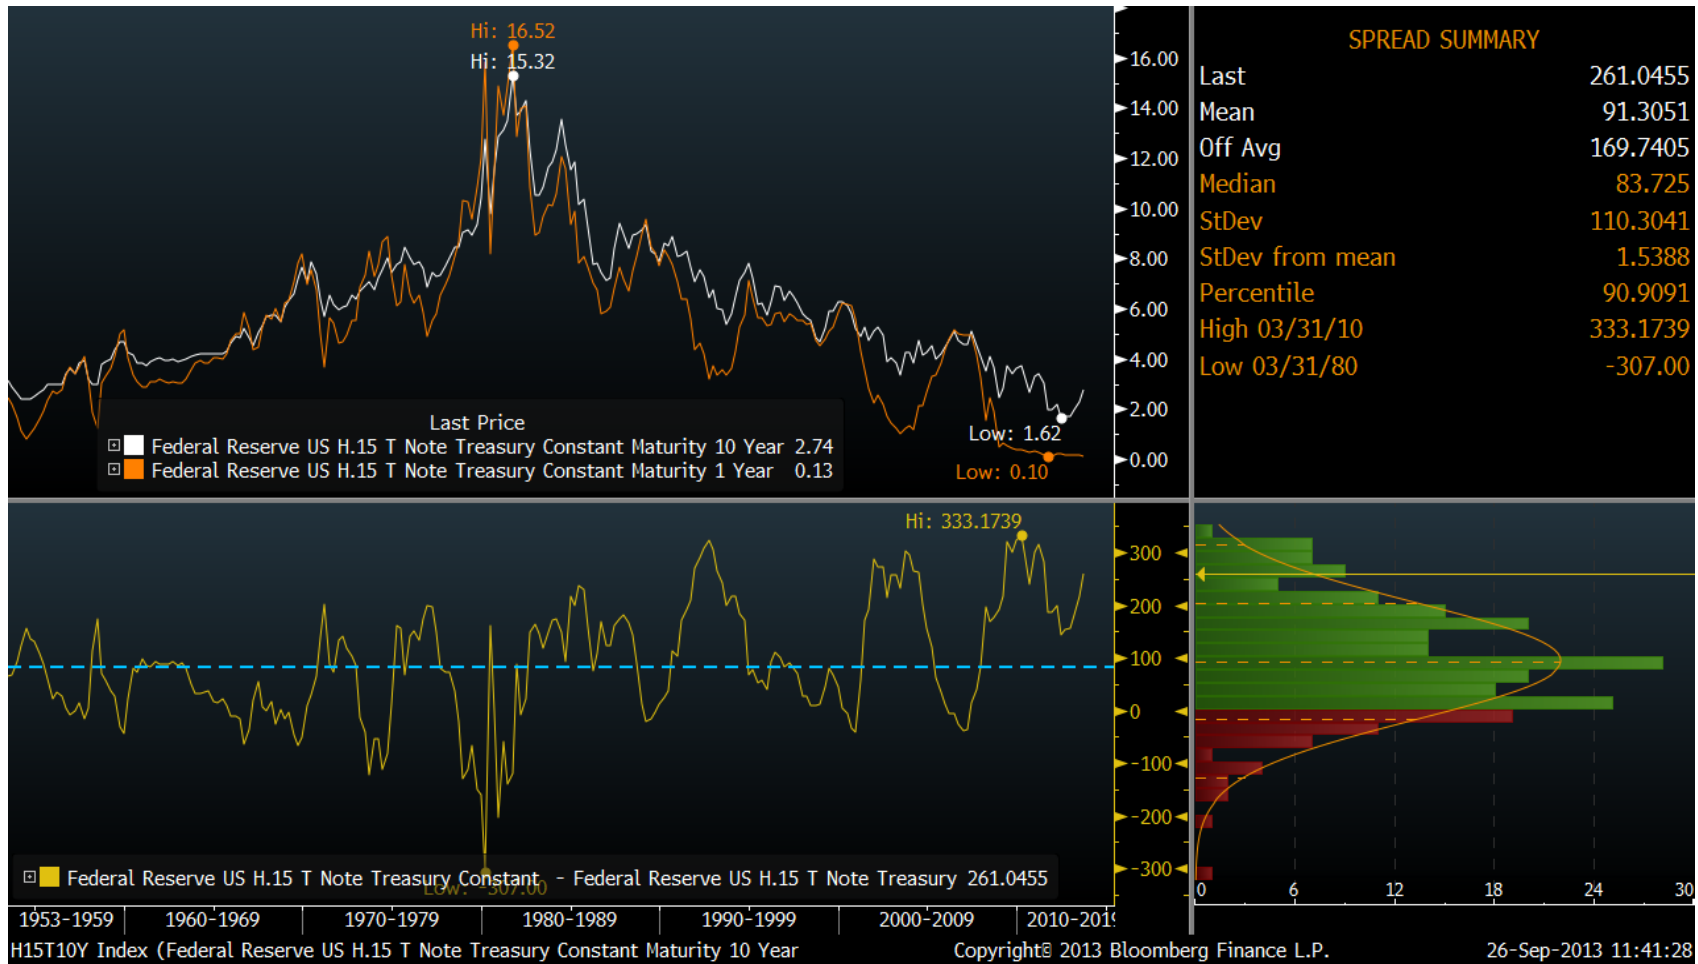 Hi: 16.52
Hi: 15.32
16.00
14.00
12.00
10.00
8.00
6.00
4.00
2.00
0.00
Low: 1.62
Low: 0.10
Last Price
Federal Reserve US H.15 T Note Treasury Constant Maturity 10 Year 2.74
Federal Reserve US H.15 T Note Treasury Constant Maturity 1 Year 0.13
SPREAD SUMMARY
Last 261.0455
Mean 91.3051
Off Avg 169.7405
Median 83.725
StDev 110.3041
StDev from mean 1.5388
Percentile 90.9091
High 03/31/10 333.1739
Low 03/31/80 -307.00
Hi: 333.1739
300
200
100
0
-100
-200
-300
Federal Reserve US H.15 T Note Treasury Constant - Federal Reserve US H.15 T Note Treasury 261.0455
Low: -307.00
0 6 12 18 24 30
1953-1959 1960-1969 1970-1979 1980-1989 1990-1999 2000-2009 2010-201
H15T10Y Index (Federal Reserve US H.15 T Note Treasury Constant Maturity 10 Year Copyright© 2013 Bloomberg Finance L.P. 26-Sep-2013 11:41:28